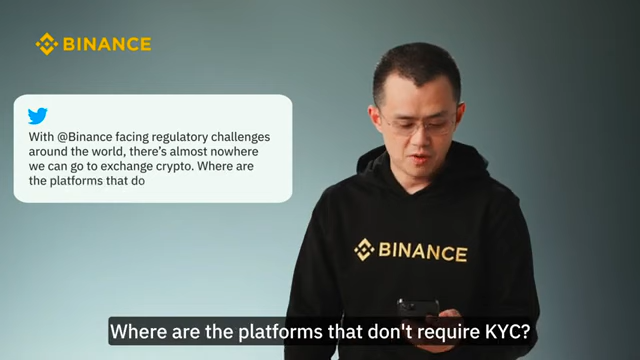 BINANCE
With @Binance facing regulatory challenges
around the world, there's almost nowhere
we can go to exchange crypto. Where are
the platforms that do
BINANCE
Where are the platforms that don't require KYC?